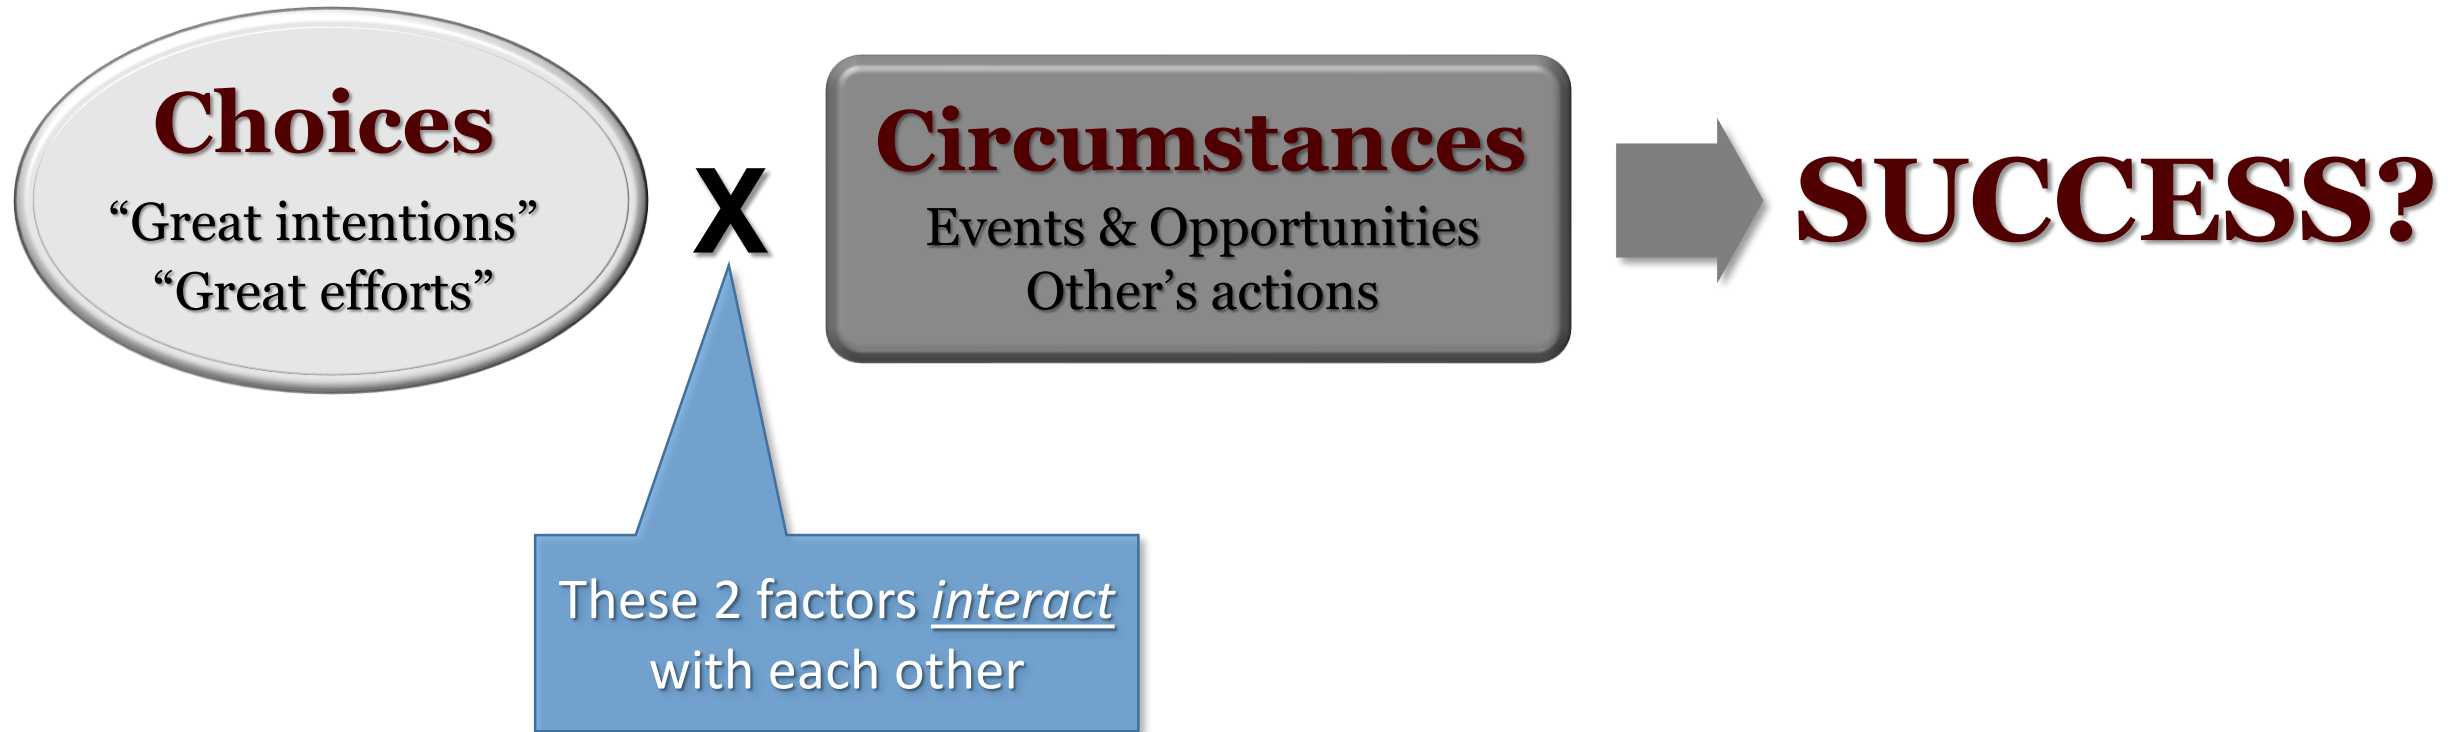 Choices
“Great intentions”
“Great efforts”
X
Circumstances
Events & Opportunities
Other’s actions
SUCCESS?
These 2 factors interact
with each other